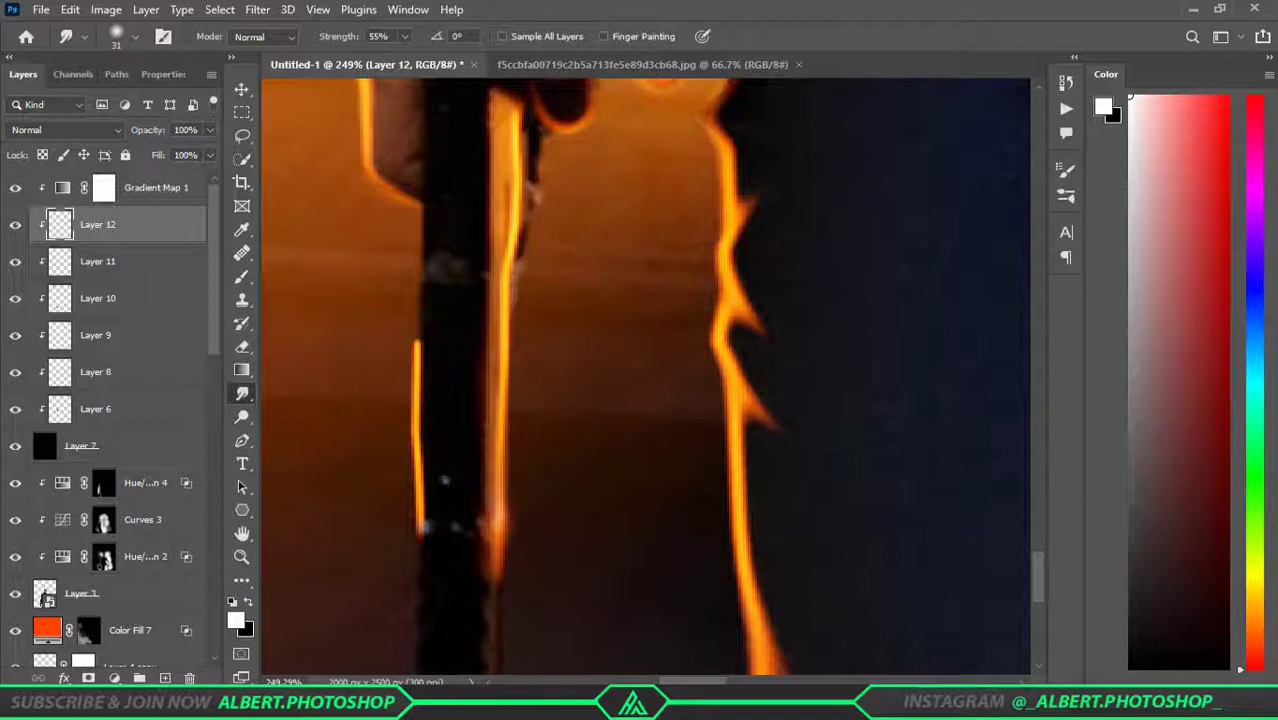 Ps File Edit Image Layer Type Select Filter 3D View Plugins Window Help
31 Mode: Normal Strength: 55% 0° Sample All Layers Finger Painting
Layers Channels Paths Properties
Untitled-1 @ 249% (Layer 12, RGB/8#) * ×
f5ccbfa00719c2b5a713fe5e89d3cb68.jpg @ 66.7% (RGB/8#) ×
Color
Kind
Normal Opacity: 100%
Lock: Fill: 100%
Gradient Map 1
Layer 12
Layer 11
Layer 10
Layer 9
Layer 8
Layer 6
Layer 7
Hue/...n 4
Curves 3
Hue/...n 2
Layer 3
Color Fill 7
fx
SUBSCRIBE & JOIN NOW ALBERT.PHOTOSHOP
INSTAGRAM @_ALBERT.PHOTOSHOP_